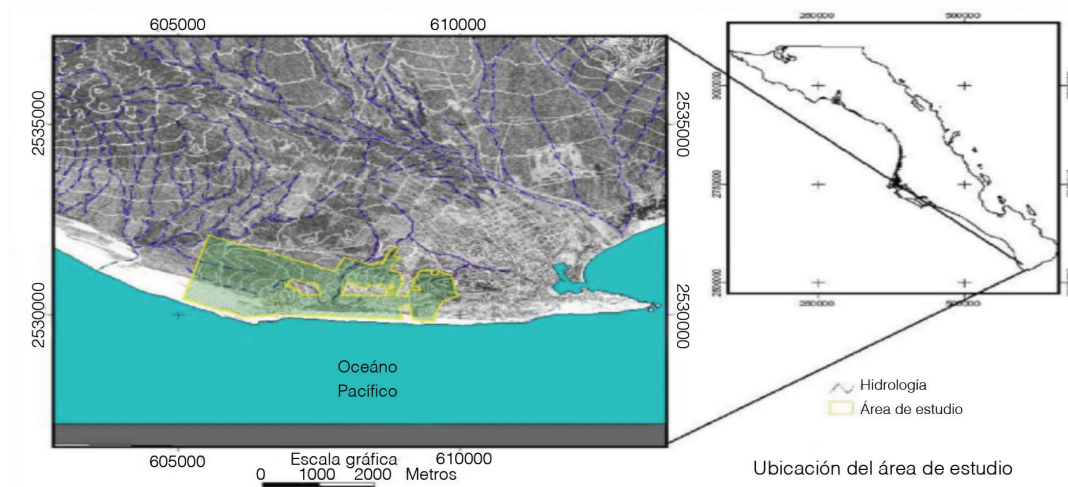 605000 610000
2535000 2535000
2530000 2530000
Oceáno
Pacífico
605000 610000
Escala gráfica
0 1000 2000 Metros
Hidrología
Área de estudio
Ubicación del área de estudio